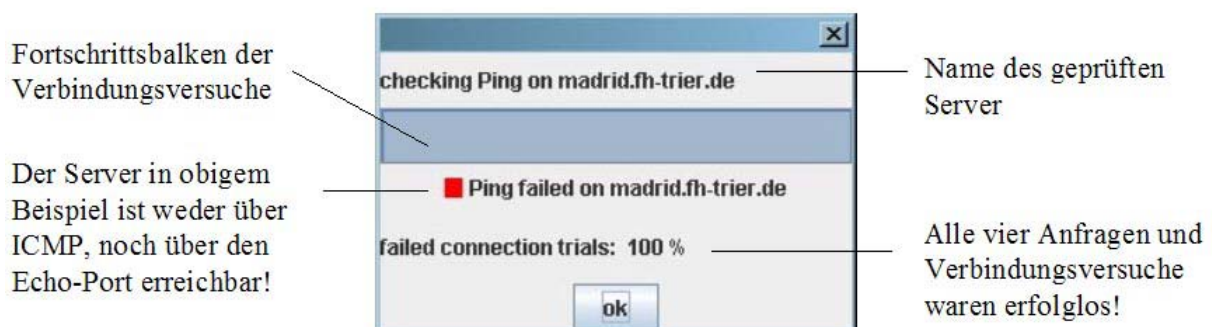 Fortschrittsbalken der
Verbindungsversuche
Der Server in obigem
Beispiel ist weder über
ICMP, noch über den
Echo-Port erreichbar!
checking Ping on madrid.fh-trier.de
Ping failed on madrid.fh-trier.de
failed connection trials: 100 %
ok
Name des geprüften
Server
Alle vier Anfragen und
Verbindungsversuche
waren erfolglos!